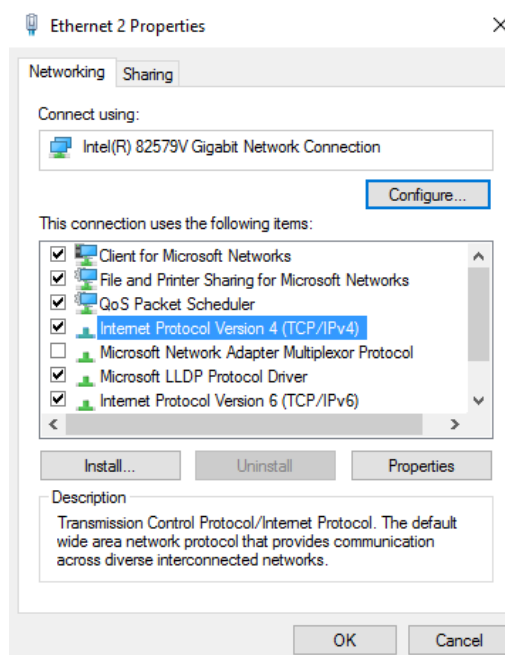 Ethernet 2 Properties
Networking
Sharing
Connect using:
Intel(R) 82579V Gigabit Network Connection
Configure...
This connection uses the following items:
Client for Microsoft Networks
File and Printer Sharing for Microsoft Networks
QoS Packet Scheduler
Internet Protocol Version 4 (TCP/IPv4)
Microsoft Network Adapter Multiplexor Protocol
Microsoft LLDP Protocol Driver
Internet Protocol Version 6 (TCP/IPv6)
Install...
Uninstall
Properties
Description
Transmission Control Protocol/Internet Protocol. The default
wide area network protocol that provides communication
across diverse interconnected networks.
OK
Cancel